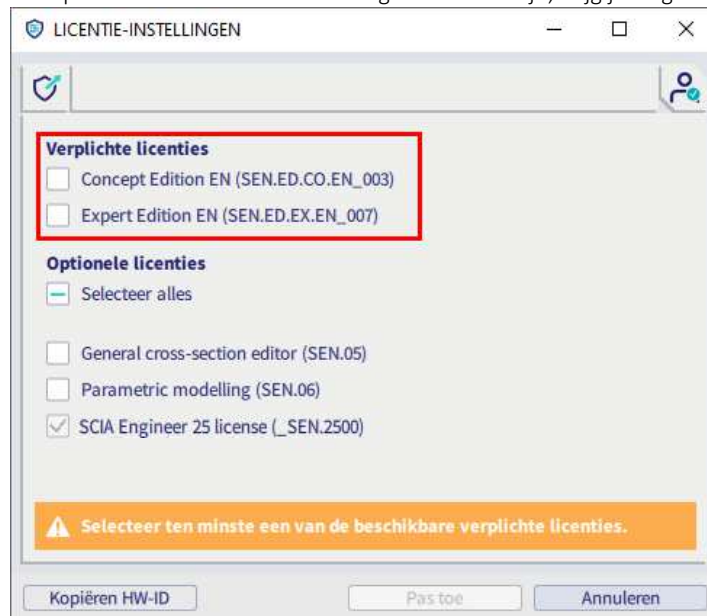 LICENTIE-INSTELLINGEN
Verplichte licenties
Concept Edition EN (SEN.ED.CO.EN_003)
Expert Edition EN (SEN.ED.EX.EN_007)
Optionele licenties
Selecteer alles
General cross-section editor (SEN.05)
Parametric modelling (SEN.06)
SCIA Engineer 25 license (_SEN.2500)
Selecteer ten minste een van de beschikbare verplichte licenties.
Kopiëren HW-ID
Pas toe
Annuleren